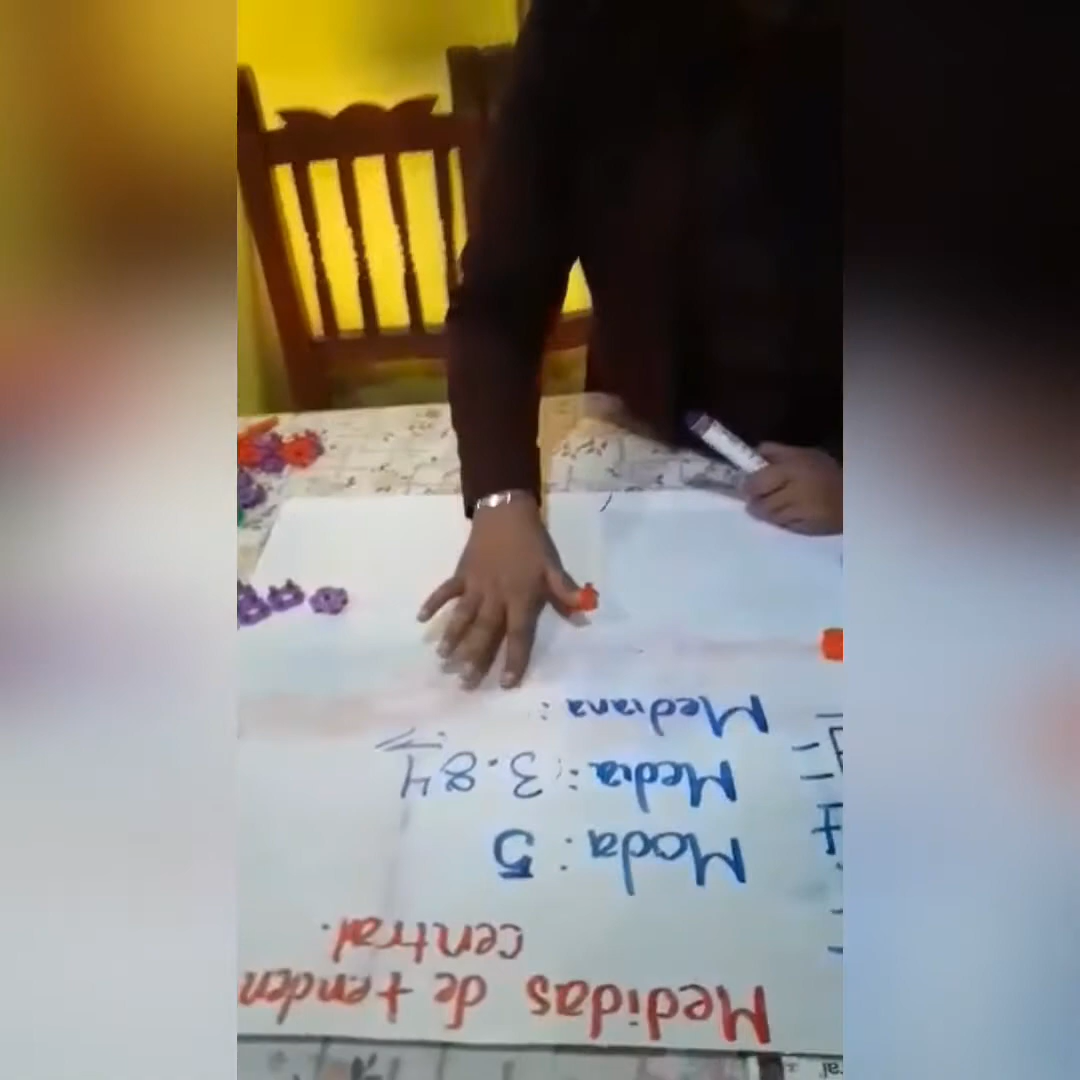 Medidas de tenden
central.
Moda: 5
Media: 3.84
Mediana: